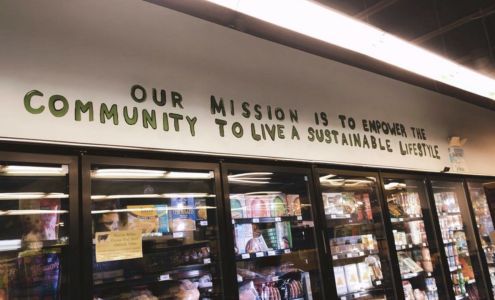 OUR MISSION IS TO EMPOWER THE
COMMUNITY TO LIVE A SUSTAINABLE LIFESTYLE